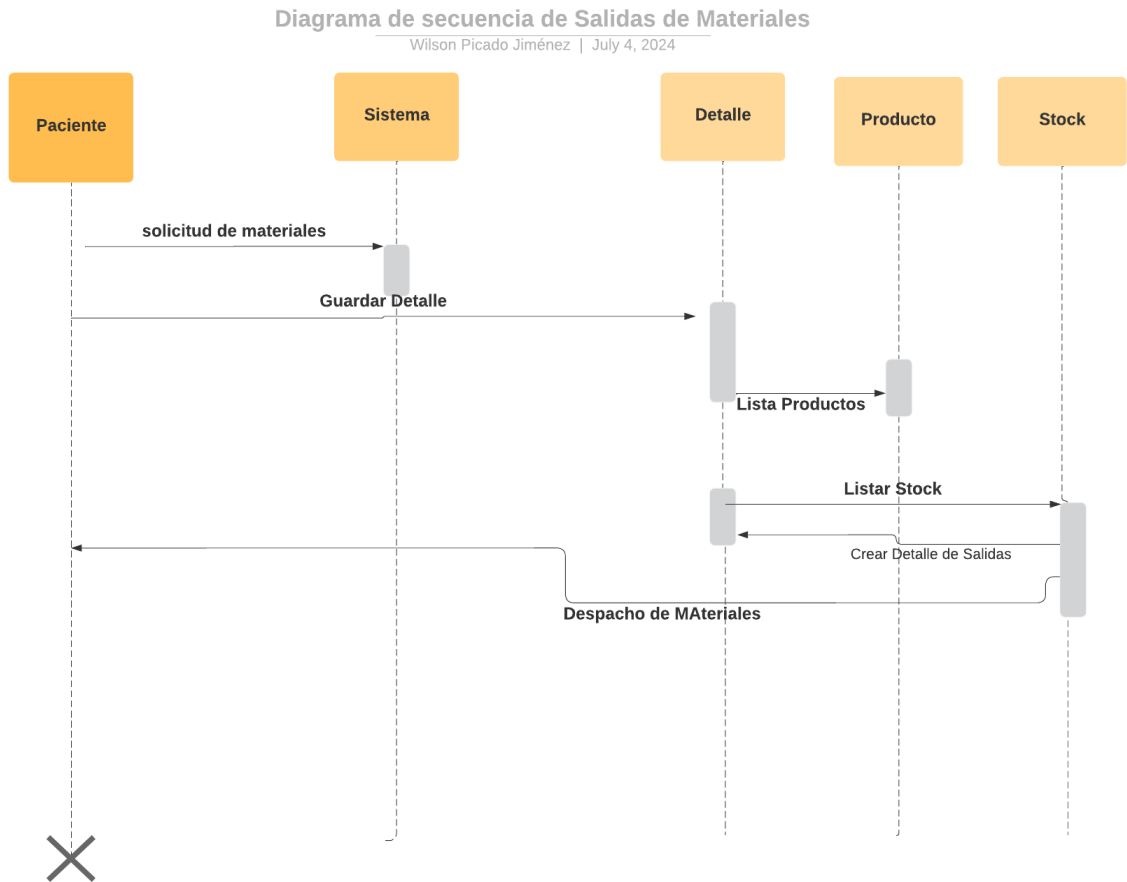 Diagrama de secuencia de Salidas de Materiales
Wilson Picado Jiménez | July 4, 2024
Paciente
Sistema
Detalle
Producto
Stock
solicitud de materiales
Guardar Detalle
Lista Productos
Listar Stock
Crear Detalle de Salidas
Despacho de MAteriales